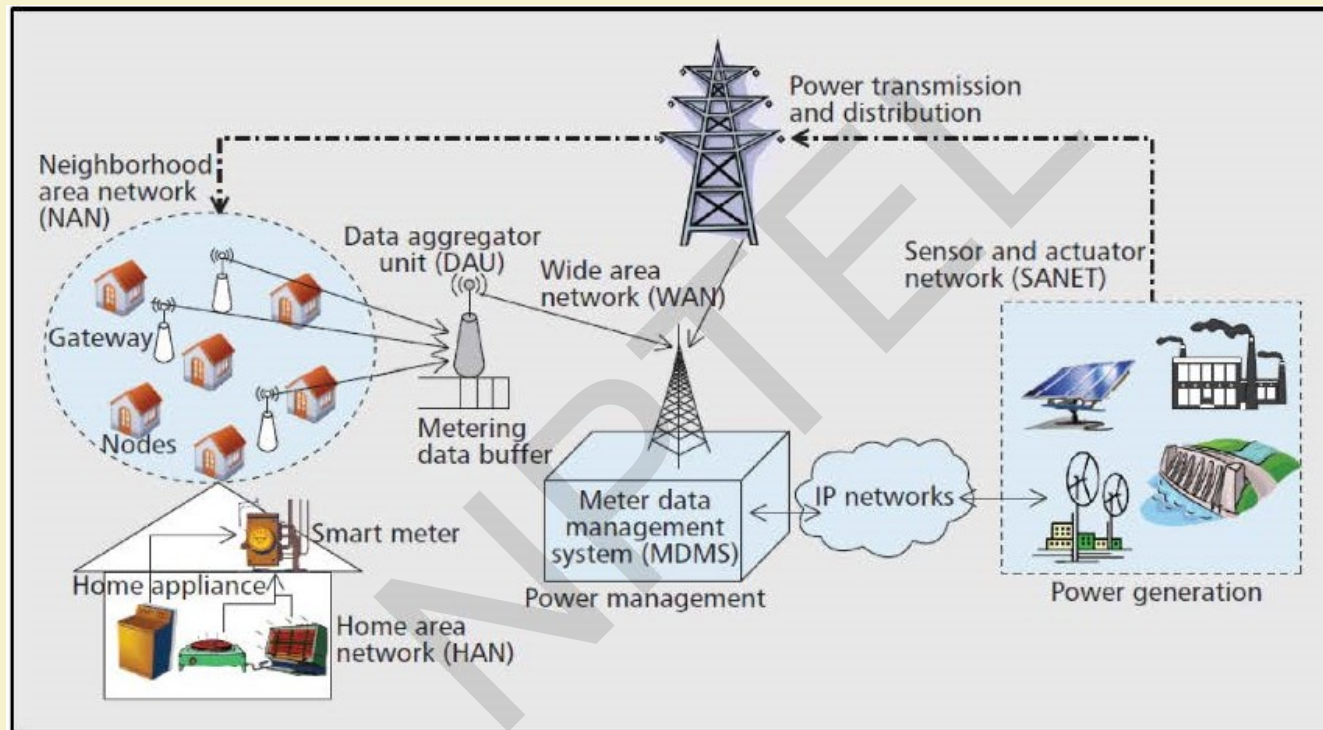 Power transmission
and distribution
Neighborhood
area network
(NAN)
Data aggregator
unit (DAU)
Wide area
network (WAN)
Sensor and actuator
network (SANET)
Gateway
Nodes
Metering
data buffer
Meter data
management
system (MDMS)
IP networks
Power management
Power generation
Smart meter
Home appliance
Home area
network (HAN)
NPTEL